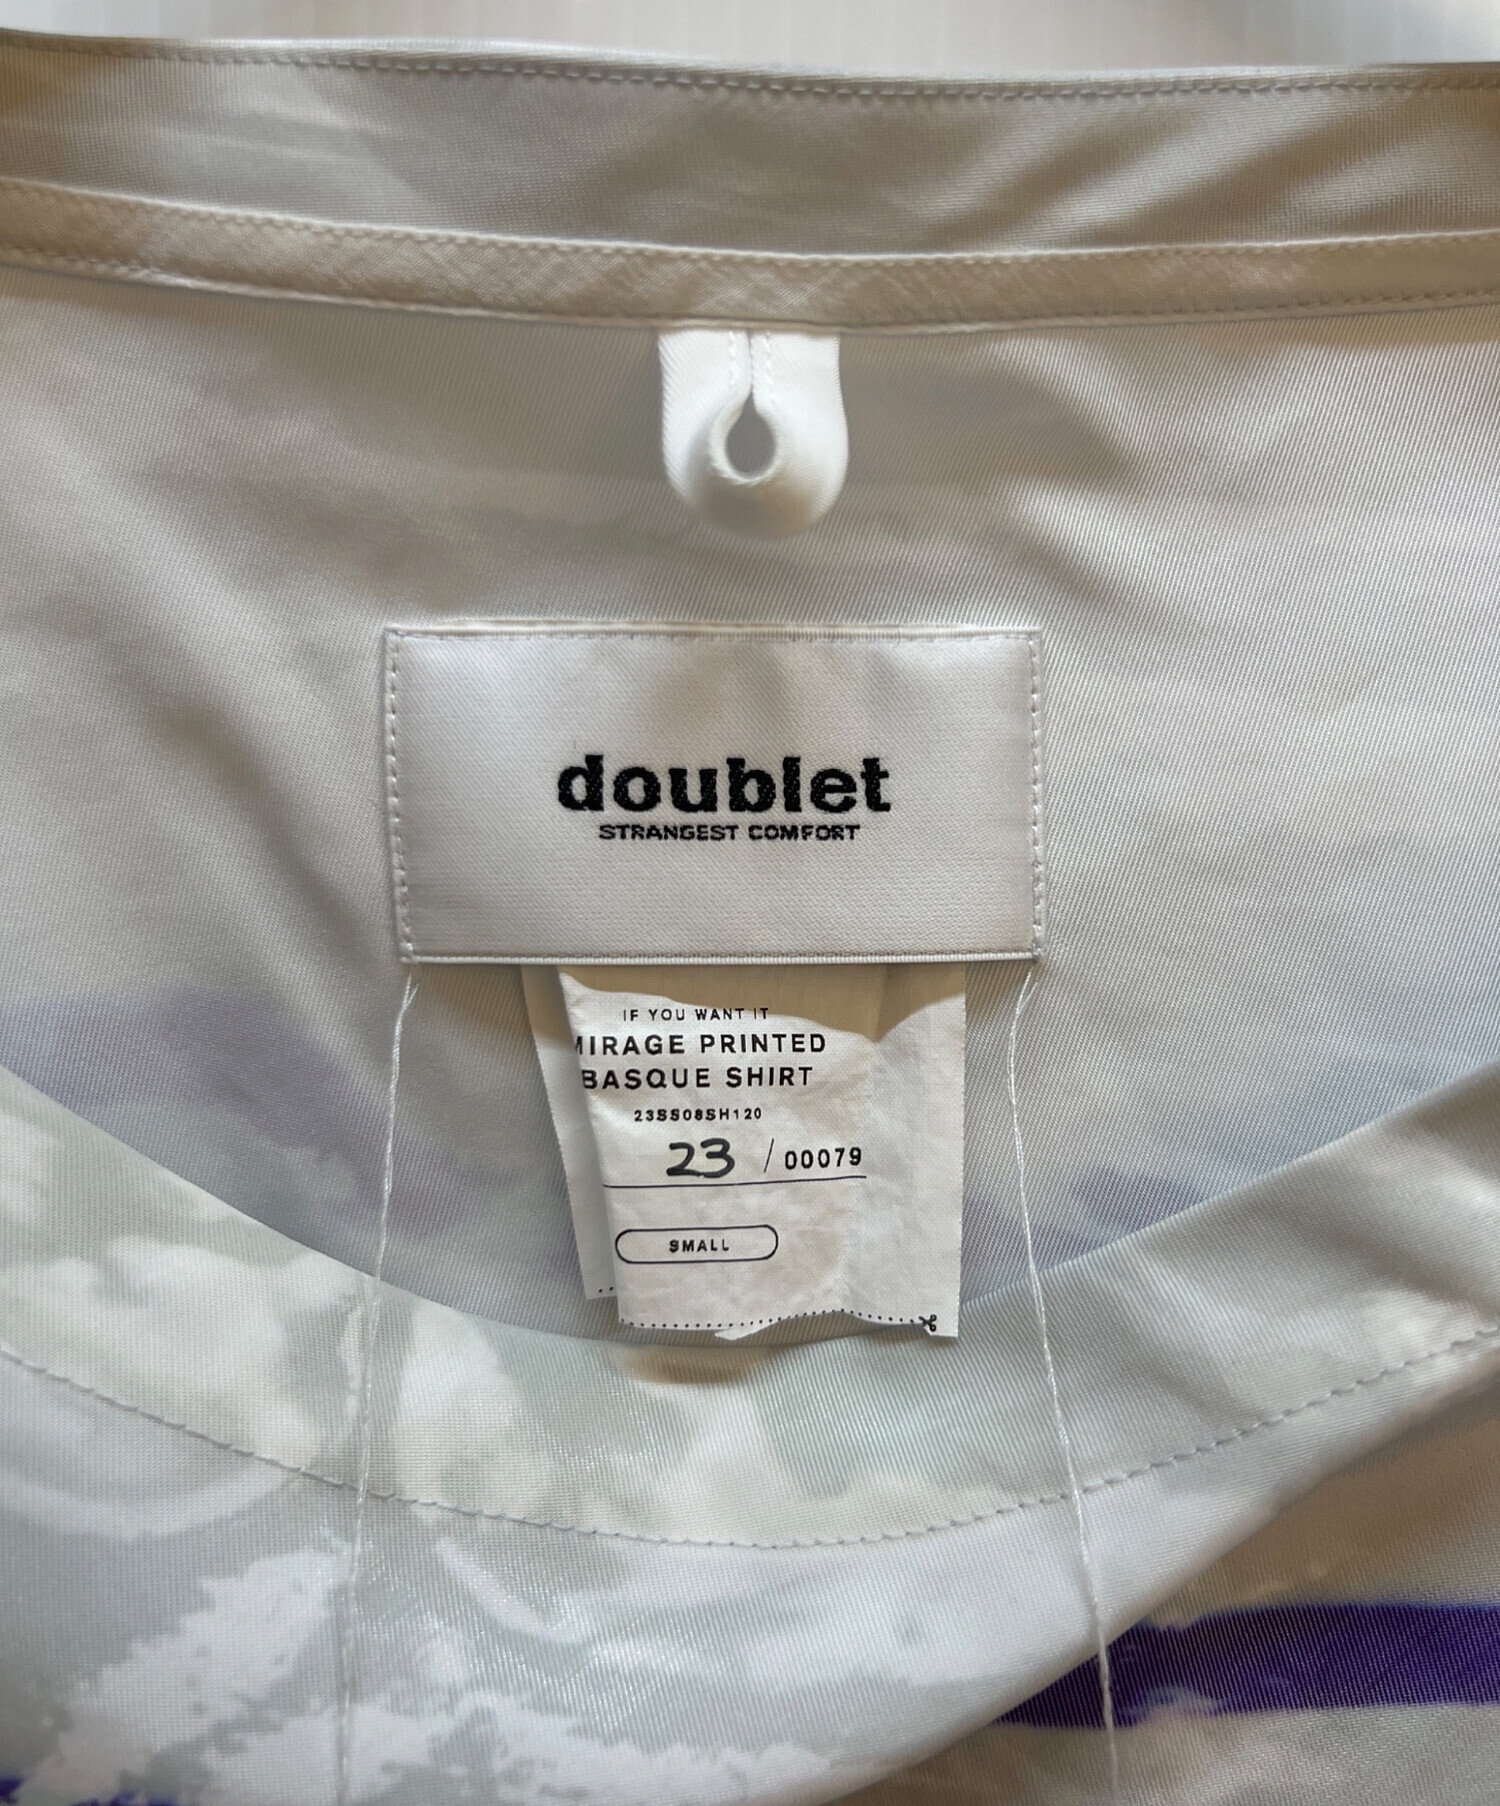 doublet
STRANGEST COMFORT
IF YOU WANT IT
MIRAGE PRINTED
BASQUE SHIRT
23SS08SH120
23 / 00079
SMALL